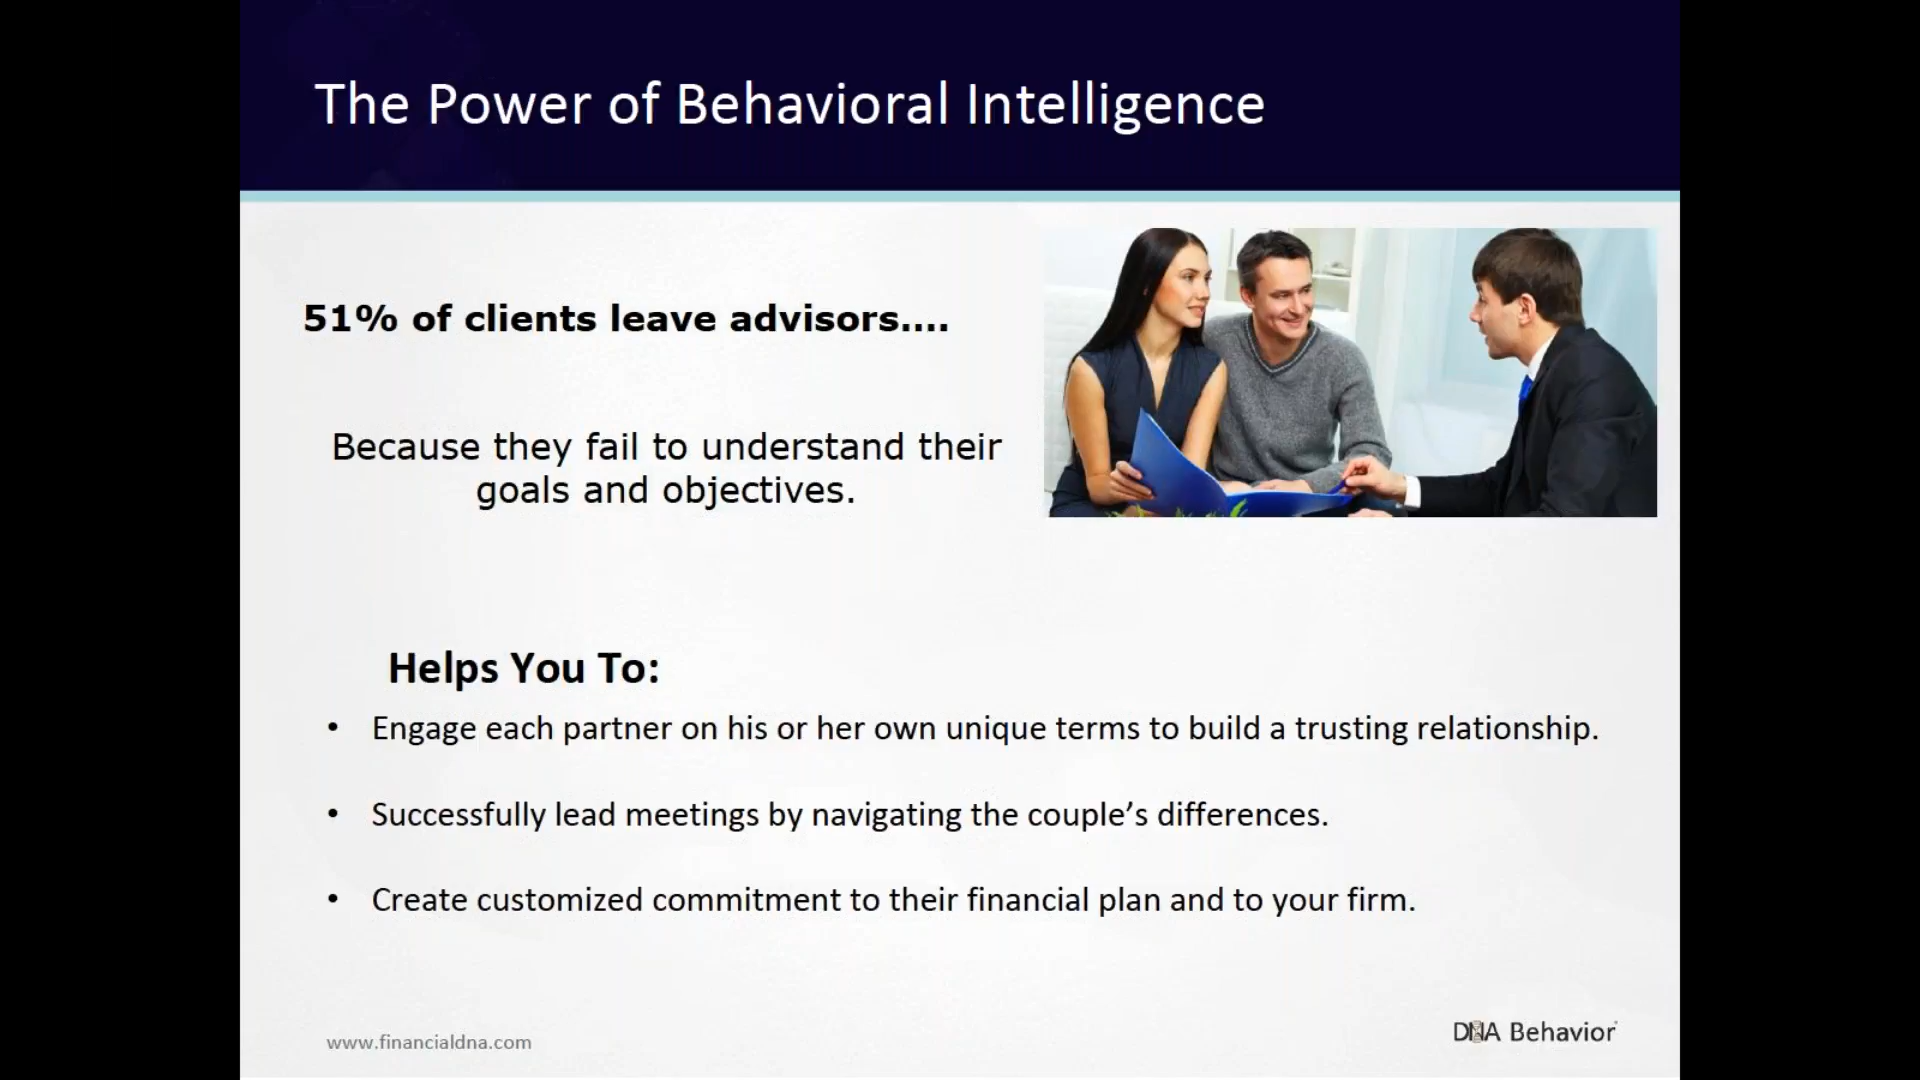 The Power of Behavioral Intelligence
51% of clients leave advisors....
Because they fail to understand their
goals and objectives.
Helps You To:
• Engage each partner on his or her own unique terms to build a trusting relationship.
• Successfully lead meetings by navigating the couple’s differences.
• Create customized commitment to their financial plan and to your firm.
www.financialdna.com
DNA Behavior